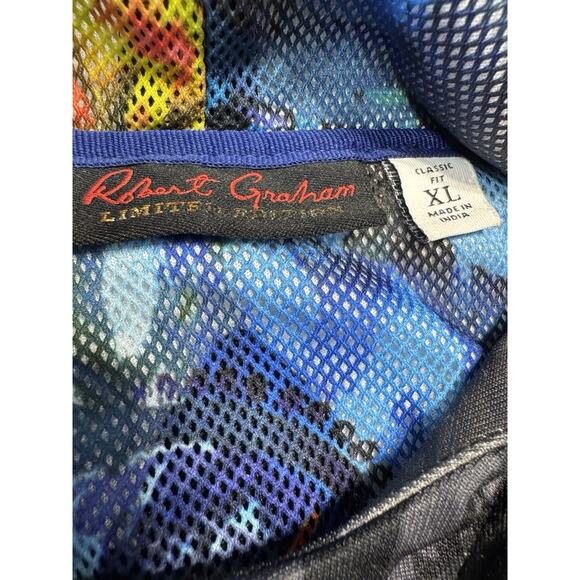 Robert Graham
LIMITED EDITION
CLASSIC
FIT
XL
MADE IN
INDIA